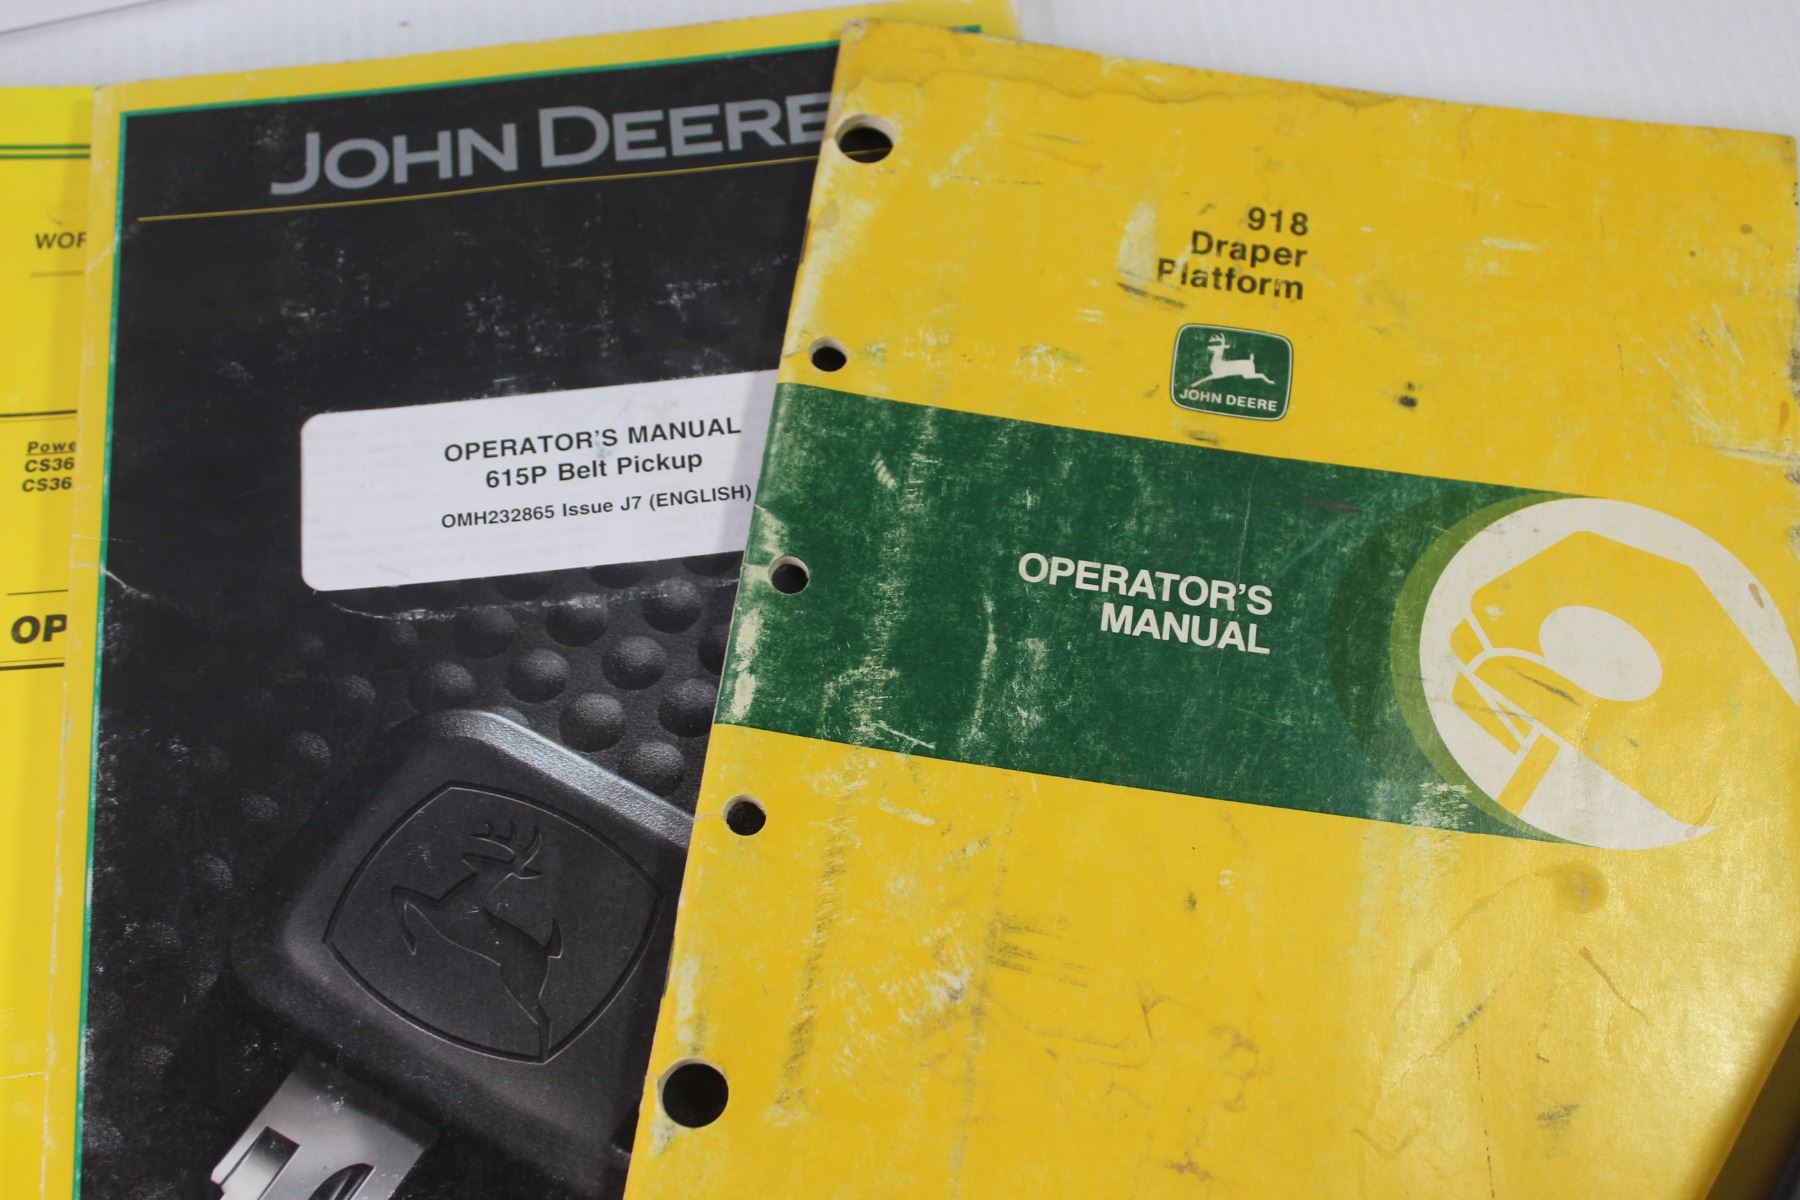 WOR
Powe
CS36
CS36
OP
JOHN DEERE
OPERATOR'S MANUAL
615P Belt Pickup
OMH232865 Issue J7 (ENGLISH)
918
Draper
Platform
JOHN DEERE
OPERATOR'S
MANUAL